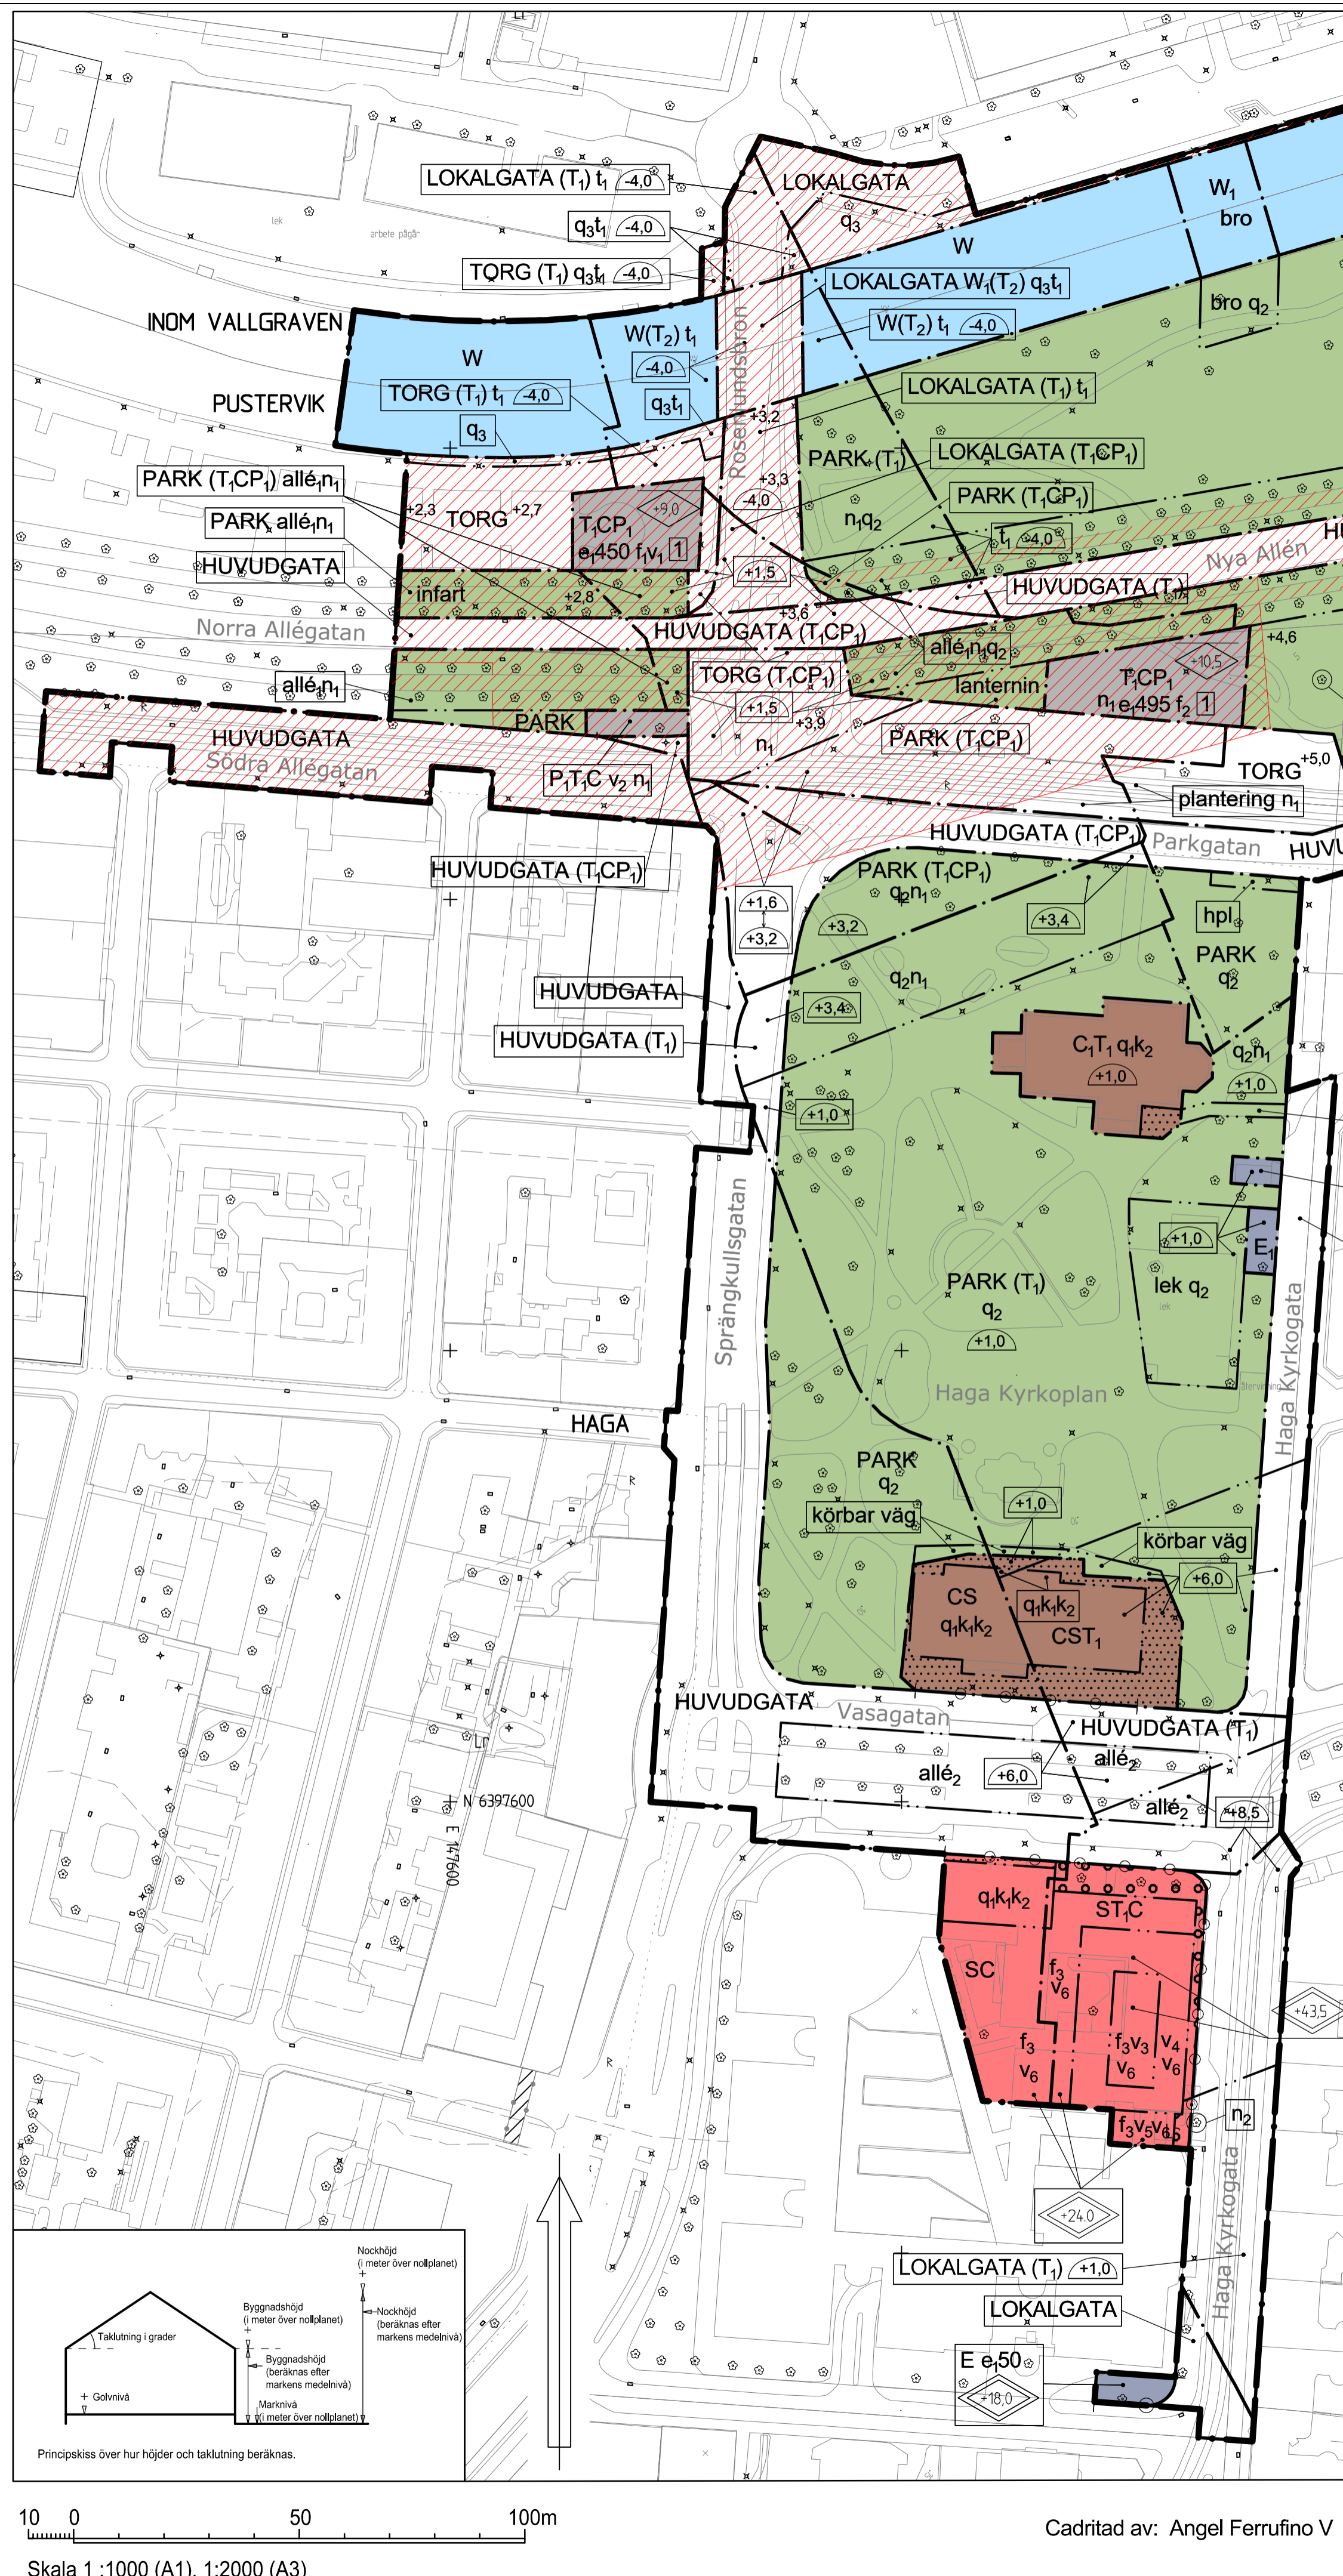 LOKALGATA (T1) t1 -4,0
LOKALGATA
q3
q3t1 -4,0
TORG (T1) q3t1 -4,0
lek
arbete pågår
W1
bro
W
LOKALGATA W1(T2) q3t1
bro q2
INOM VALLGRAVEN
W(T2) t1 -4,0
W
W(T2) t1
-4,0
TORG (T1) t1 -4,0
PUSTERVIK
q3
q3t1
Rosenlundsbron
LOKALGATA (T1) t1
+3,2
PARK (T1)
LOKALGATA (T1CP1)
PARK (T1CP1) allé1n1
+3,3
PARK (T1CP1)
+2,3
TORG
+2,7
+9,0
-4,0
n1q2
PARK allé1n1
T1CP1
e1450 f1v1 1
t1 -4,0
HUVUDGATA
+1,5
Nya Allén
infart
+2,8
HUVUDGATA (T1)
+3,6
Norra Allégatan
HUVUDGATA (T1CP1)
allé1n1q2
+4,6
TORG (T1CP1)
T1CP1
+10,5
allé1n1
lanternin
n1e1495 f2 1
+1,5
PARK
+3,9
HUVUDGATA
n1
PARK (T1CP1)
Södra Allégatan
+5,0
TORG
P1T1C v2 n1
plantering n1
HUVUDGATA (T1CP1)
Parkgatan
HUVUDGATA (T1CP1)
PARK (T1CP1)
q2n1
+1,6
+3,2
+3,2
+3,4
hpl
PARK
q2
q2n1
HUVUDGATA
+3,4
HUVUDGATA (T1)
C1T1 q1k2
+1,0
q2n1
+1,0
+1,0
Sprängkullsgatan
+1,0
E1
PARK (T1)
q2
+1,0
lek q2
lek
Haga Kyrkoplan
Haga Kyrkogata
HAGA
PARK
q2
+1,0
körbar väg
körbar väg
+6,0
CS
q1k1k2
q1k1k2
CST1
HUVUDGATA
Vasagatan
HUVUDGATA (T1)
allé2
+6,0
allé2
allé2
+8,5
N 6397600
E 147600
q1k1k2
ST1C
SC
f3
v6
+43,5
f3
v6
f3v3
v6
v4
v6
f3v5v6
n2
+24.0
Haga Kyrkogata
LOKALGATA (T1) +1,0
LOKALGATA
E e150
+18,0
Nockhöjd
(i meter över nollplanet)
+
Byggnadshöjd
(i meter över nollplanet)
+
Nockhöjd
(beräknas efter
markens medelnivå)
Taklutning i grader
Byggnadshöjd
(beräknas efter
markens medelnivå)
+ Golvnivå
Marknivå
(i meter över nollplanet)
Principskiss över hur höjder och taklutning beräknas.
10 0 50 100m
Cadritad av: Angel Ferrufino V
Skala 1 :1000 (A1), 1:2000 (A3)